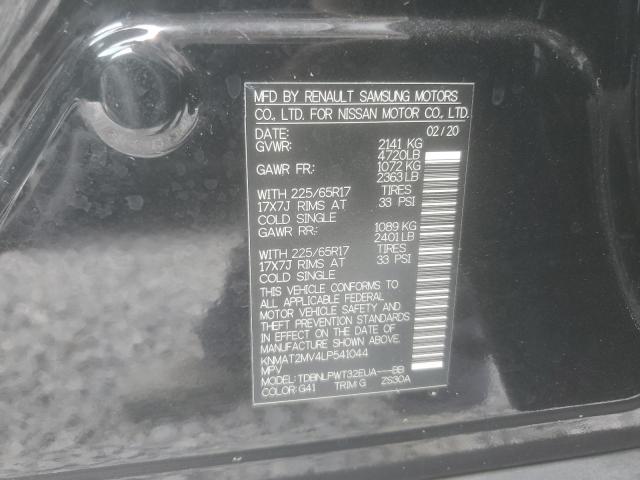 MFD BY RENAULT SAMSUNG MOTORS
CO., LTD. FOR NISSAN MOTOR CO., LTD.
DATE: 02/20
GVWR: 2141 KG
4720LB
GAWR FR: 1072 KG
2363LB
WITH 225/65R17 TIRES
17X7J RIMS AT 33 PSI
COLD SINGLE
GAWR RR: 1089 KG
2401LB
WITH 225/65R17 TIRES
17X7J RIMS AT 33 PSI
COLD SINGLE
THIS VEHICLE CONFORMS TO
ALL APPLICABLE FEDERAL
MOTOR VEHICLE SAFETY AND
THEFT PREVENTION STANDARDS
IN EFFECT ON THE DATE OF
MANUFACTURE SHOWN ABOVE.
KNMAT2MV4LP541044
MPV
MODEL: TDBNLPWT32EUA---BB
COLOR: G41 TRIM G ZS30A